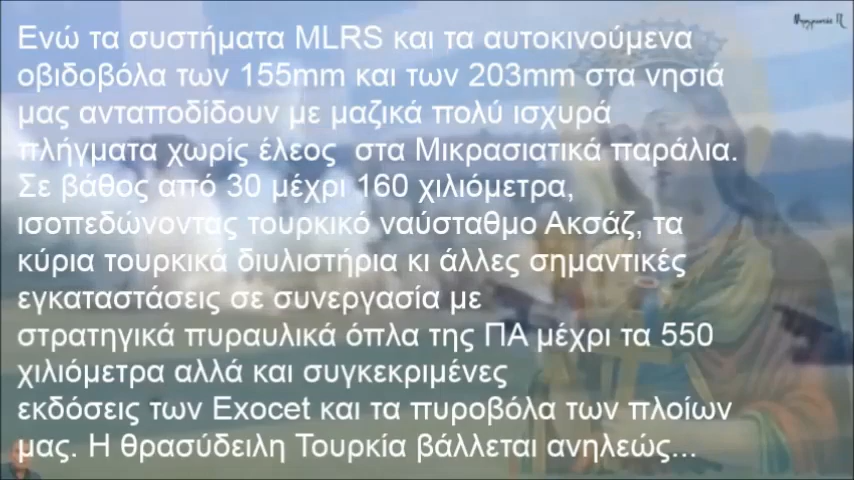 Ενώ τα συστήματα MLRS και τα αυτοκινούμενα
οβιδοβόλα των 155mm και των 203mm στα νησιά
μας ανταποδίδουν με μαζικά πολύ ισχυρά
πλήγματα χωρίς έλεος στα Μικρασιατικά παράλια.
Σε βάθος από 30 μέχρι 160 χιλιόμετρα,
ισοπεδώνοντας τουρκικό ναύσταθμο Ακσάζ, τα
κύρια τουρκικά διυλιστήρια κι άλλες σημαντικές
εγκαταστάσεις σε συνεργασία με
στρατηγικά πυραυλικά όπλα της ΠΑ μέχρι τα 550
χιλιόμετρα αλλά και συγκεκριμένες
εκδόσεις των Exocet και τα πυροβόλα των πλοίων
μας. Η θρασύδειλη Τουρκία βάλλεται ανηλεώς...